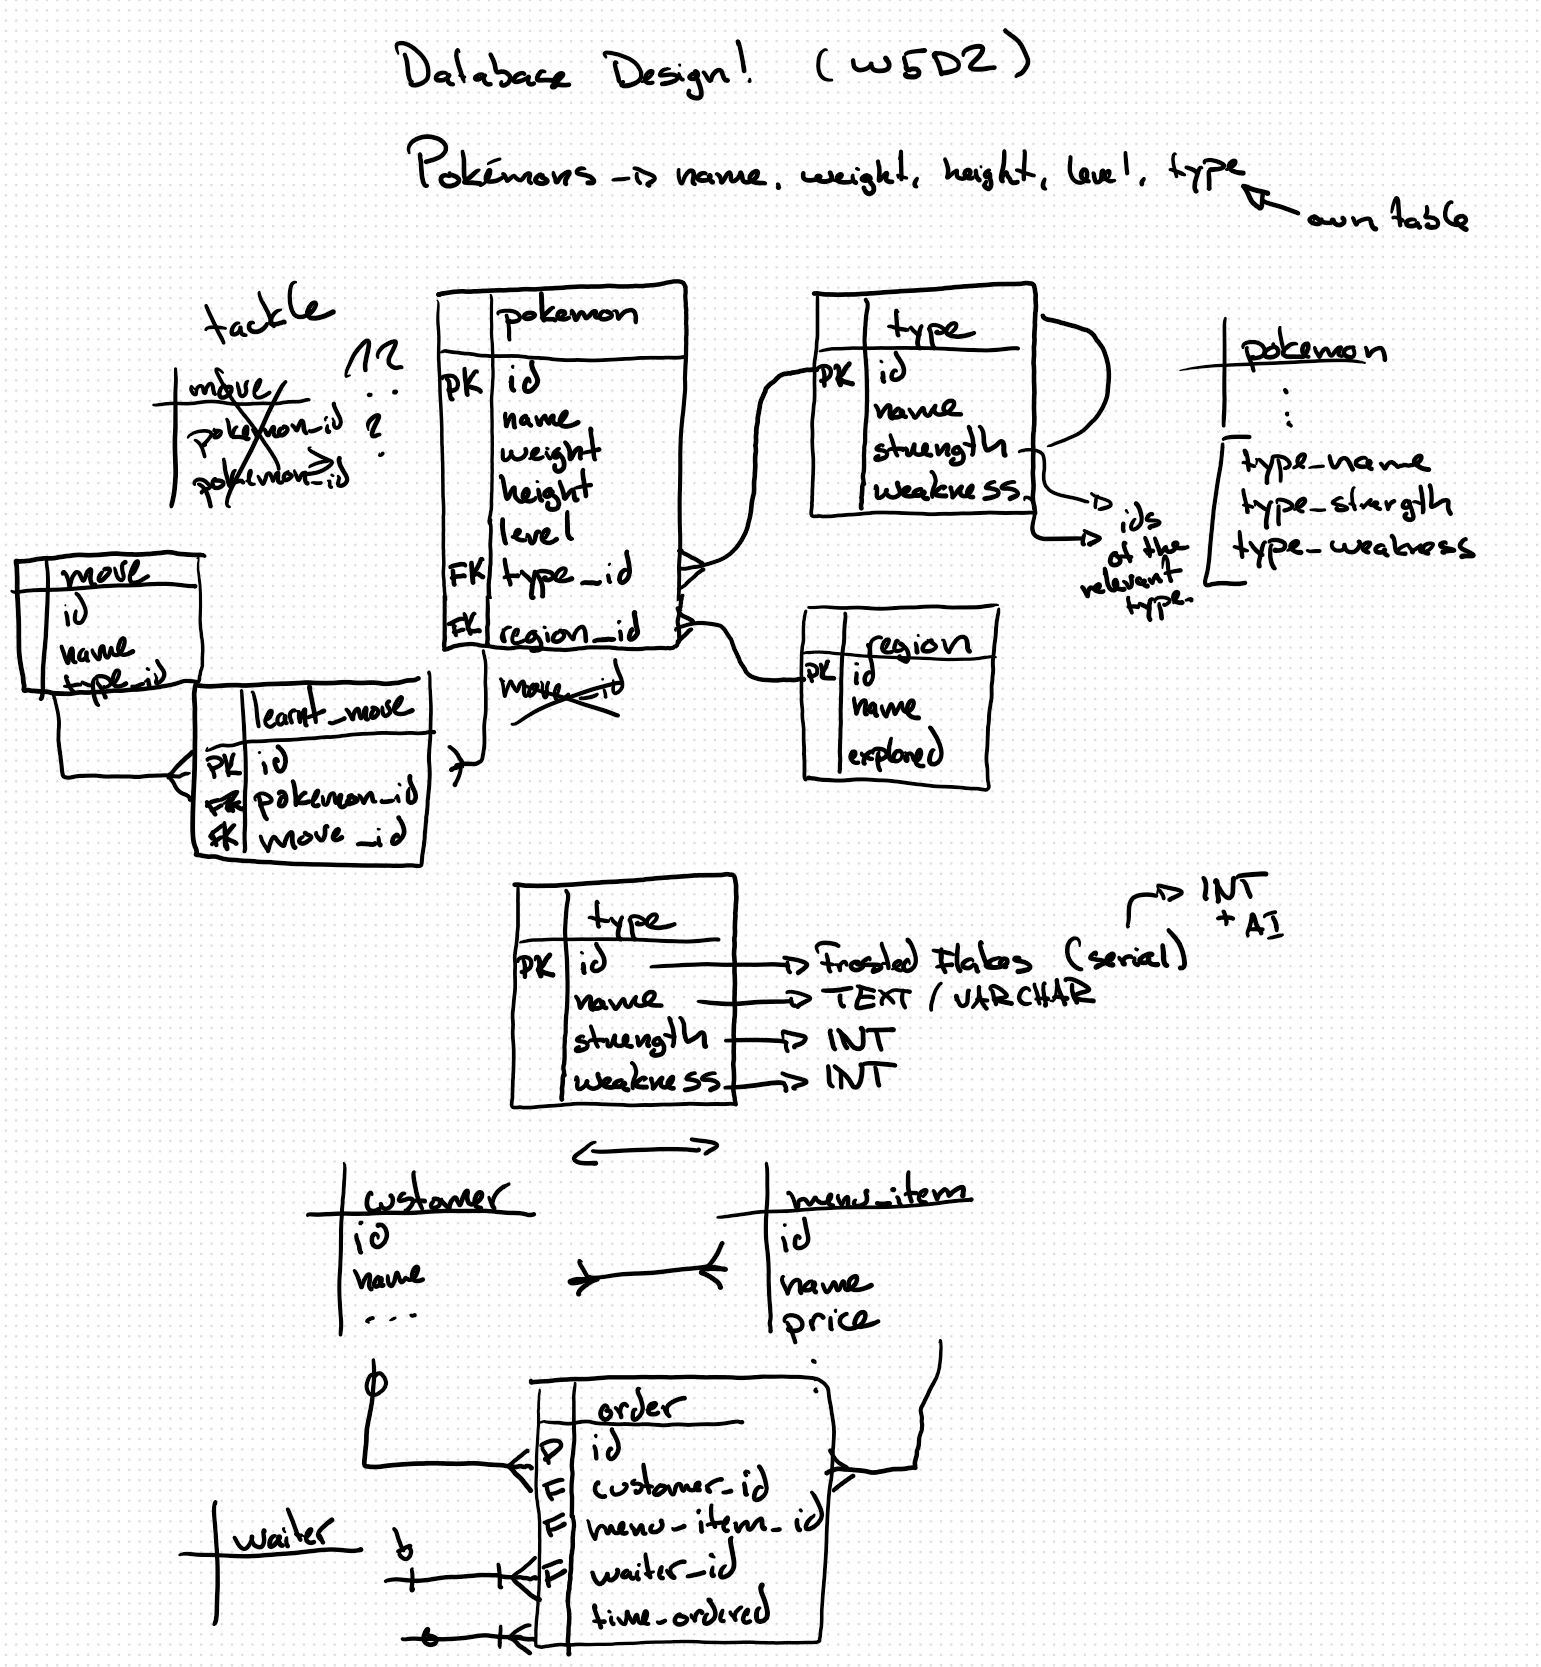 Database Design! (W5D2)
Pokémons -> name, weight, height, level, type
own table
tackle
move
pokemon_id
pokemon_id
??
?
pokemon
PK id
name
weight
height
level
FK type_id
FK region_id
move_id
type
PK id
name
strength
weakness
ids
of the
relevant
type.
pokemon
:
type_name
type_strength
type_weakness
region
PK id
name
explored
move
id
name
type_id
learnt_move
PK id
FK pokemon_id
FK move_id
type
PK id -> Frosted Flakes (serial) -> INT
+ AI
name -> TEXT / VARCHAR
strength -> INT
weakness -> INT
customer
id
name
...
menu_item
id
name
price
:
order
P id
F customer_id
F menu_item_id
F waiter_id
time_ordered
waiter